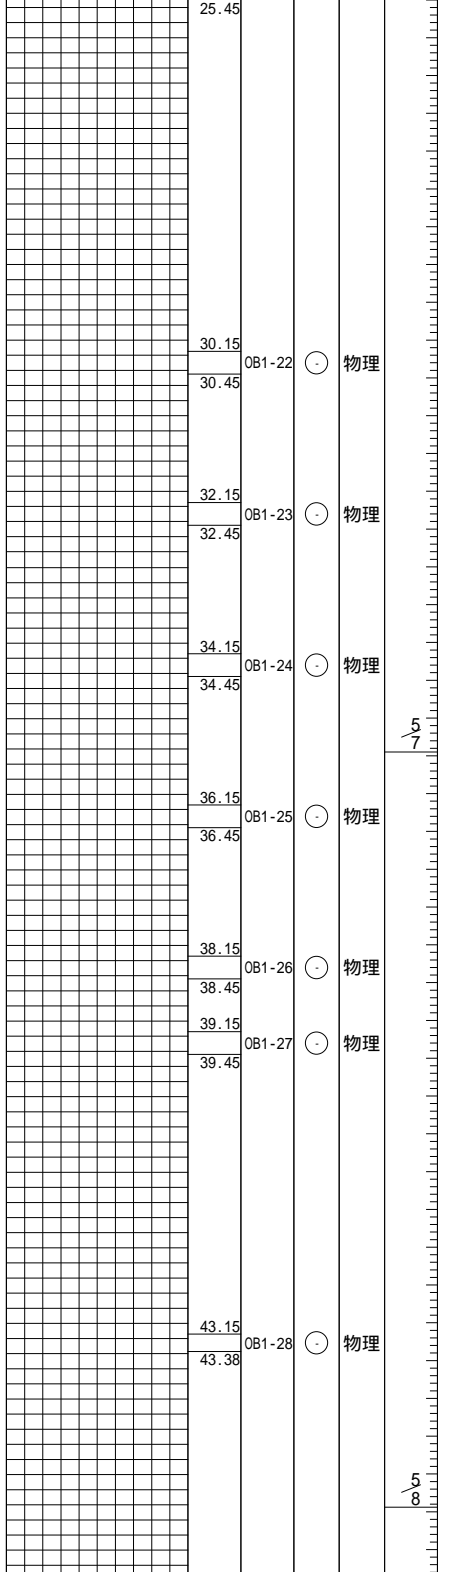 25.45
30.15
OB1-22 - 物理
30.45
32.15
OB1-23 - 物理
32.45
34.15
OB1-24 - 物理
34.45
5/7
36.15
OB1-25 - 物理
36.45
38.15
OB1-26 - 物理
38.45
39.15
OB1-27 - 物理
39.45
43.15
OB1-28 - 物理
43.38
5/8